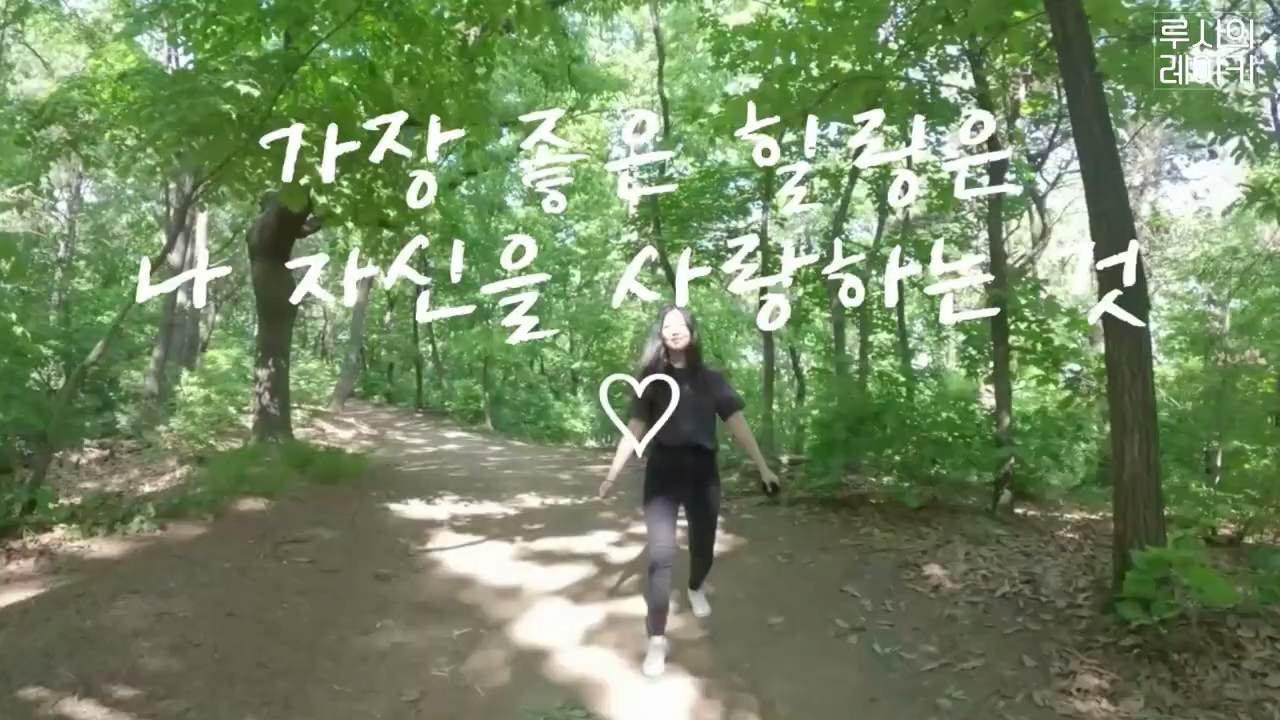 루시의
레이가
가장 좋은 힐링은
나 자신을 사랑하는 것